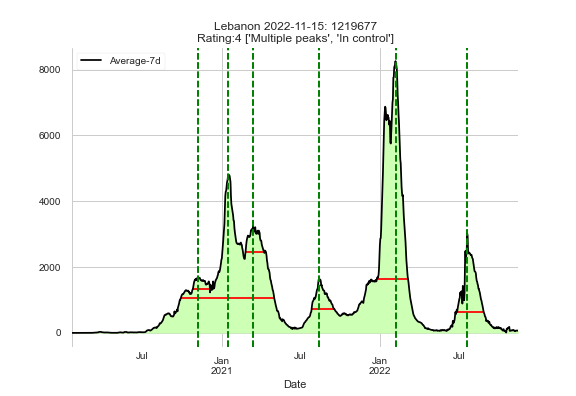 Lebanon 2022-11-15: 1219677
Rating:4 ['Multiple peaks', 'In control']
Average-7d
8000
6000
4000
2000
0
Jul
Jan
2021
Jul
Jan
2022
Jul
Date